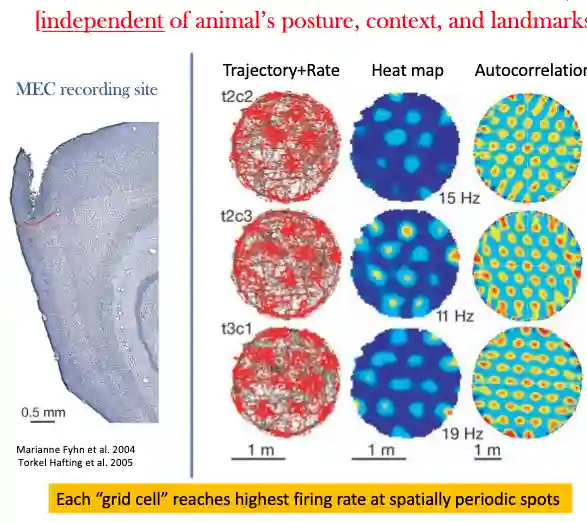 [independent of animal's posture, context, and landmarks
MEC recording site
Trajectory+Rate Heat map Autocorrelation
t2c2
15 Hz
t2c3
11 Hz
t3c1
19 Hz
0.5 mm
1 m 1 m 1 m
Marianne Fyhn et al. 2004
Torkel Hafting et al. 2005
Each “grid cell” reaches highest firing rate at spatially periodic spots